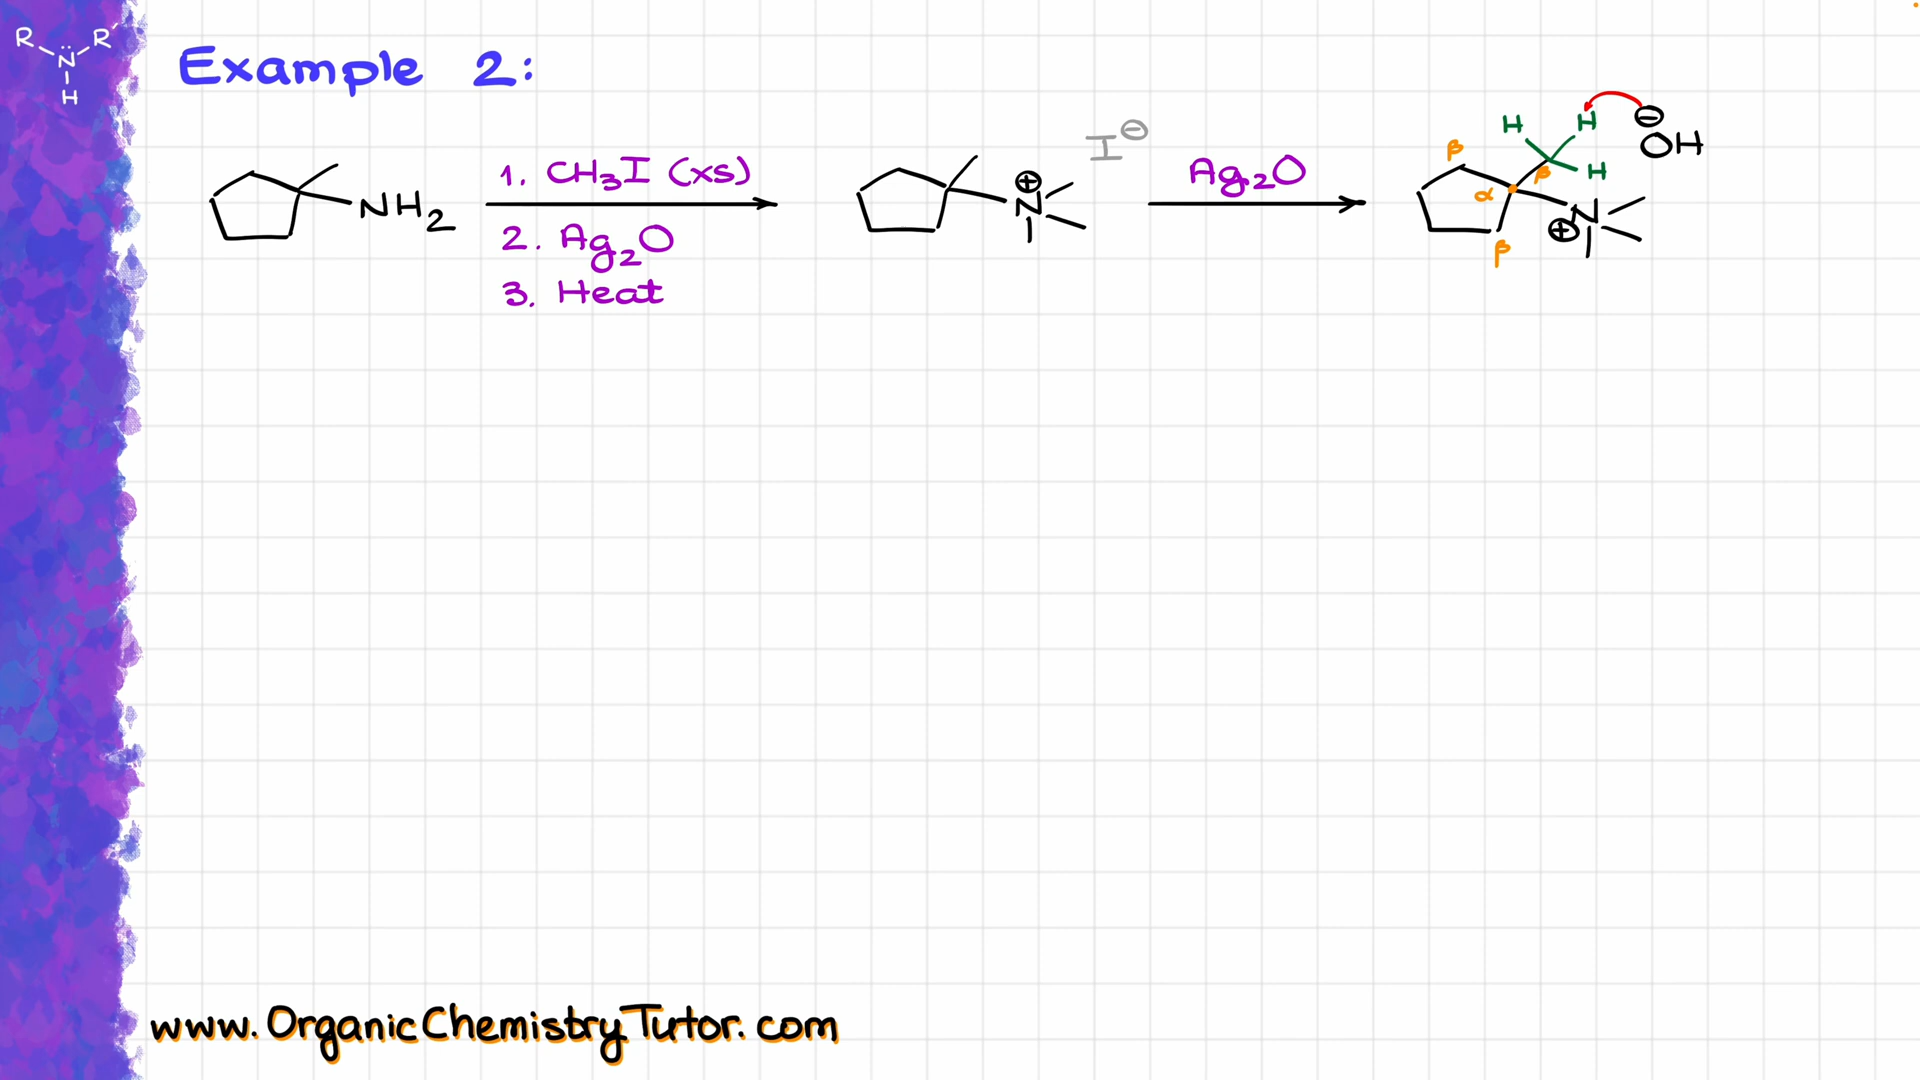 R N̈ R'
H
Example 2:
NH₂
1. CH₃I (xs)
2. Ag₂O
3. Heat
⊕
N
I⊖
Ag₂O
β
α
β
β
H
H
H
⊖
OH
N
⊕
www.OrganicChemistryTutor.com